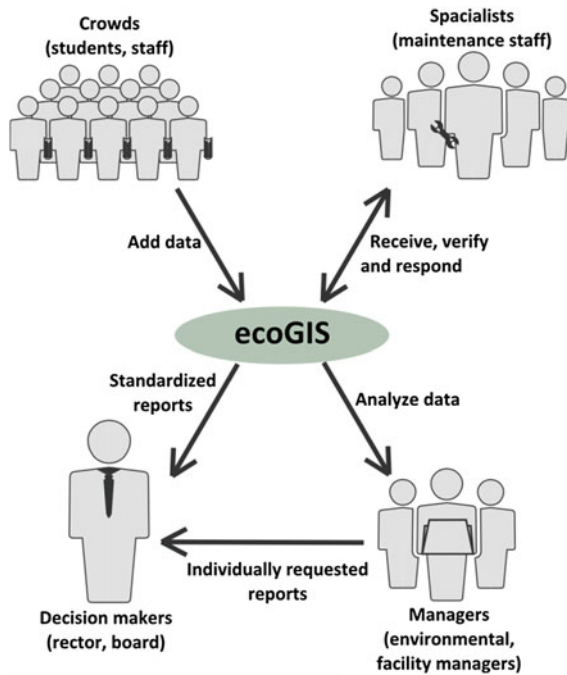 Crowds
(students, staff)
Spacialists
(maintenance staff)
Add data
Receive, verify
and respond
ecoGIS
Standardized
reports
Analyze data
Individually requested
reports
Decision makers
(rector, board)
Managers
(environmental,
facility managers)